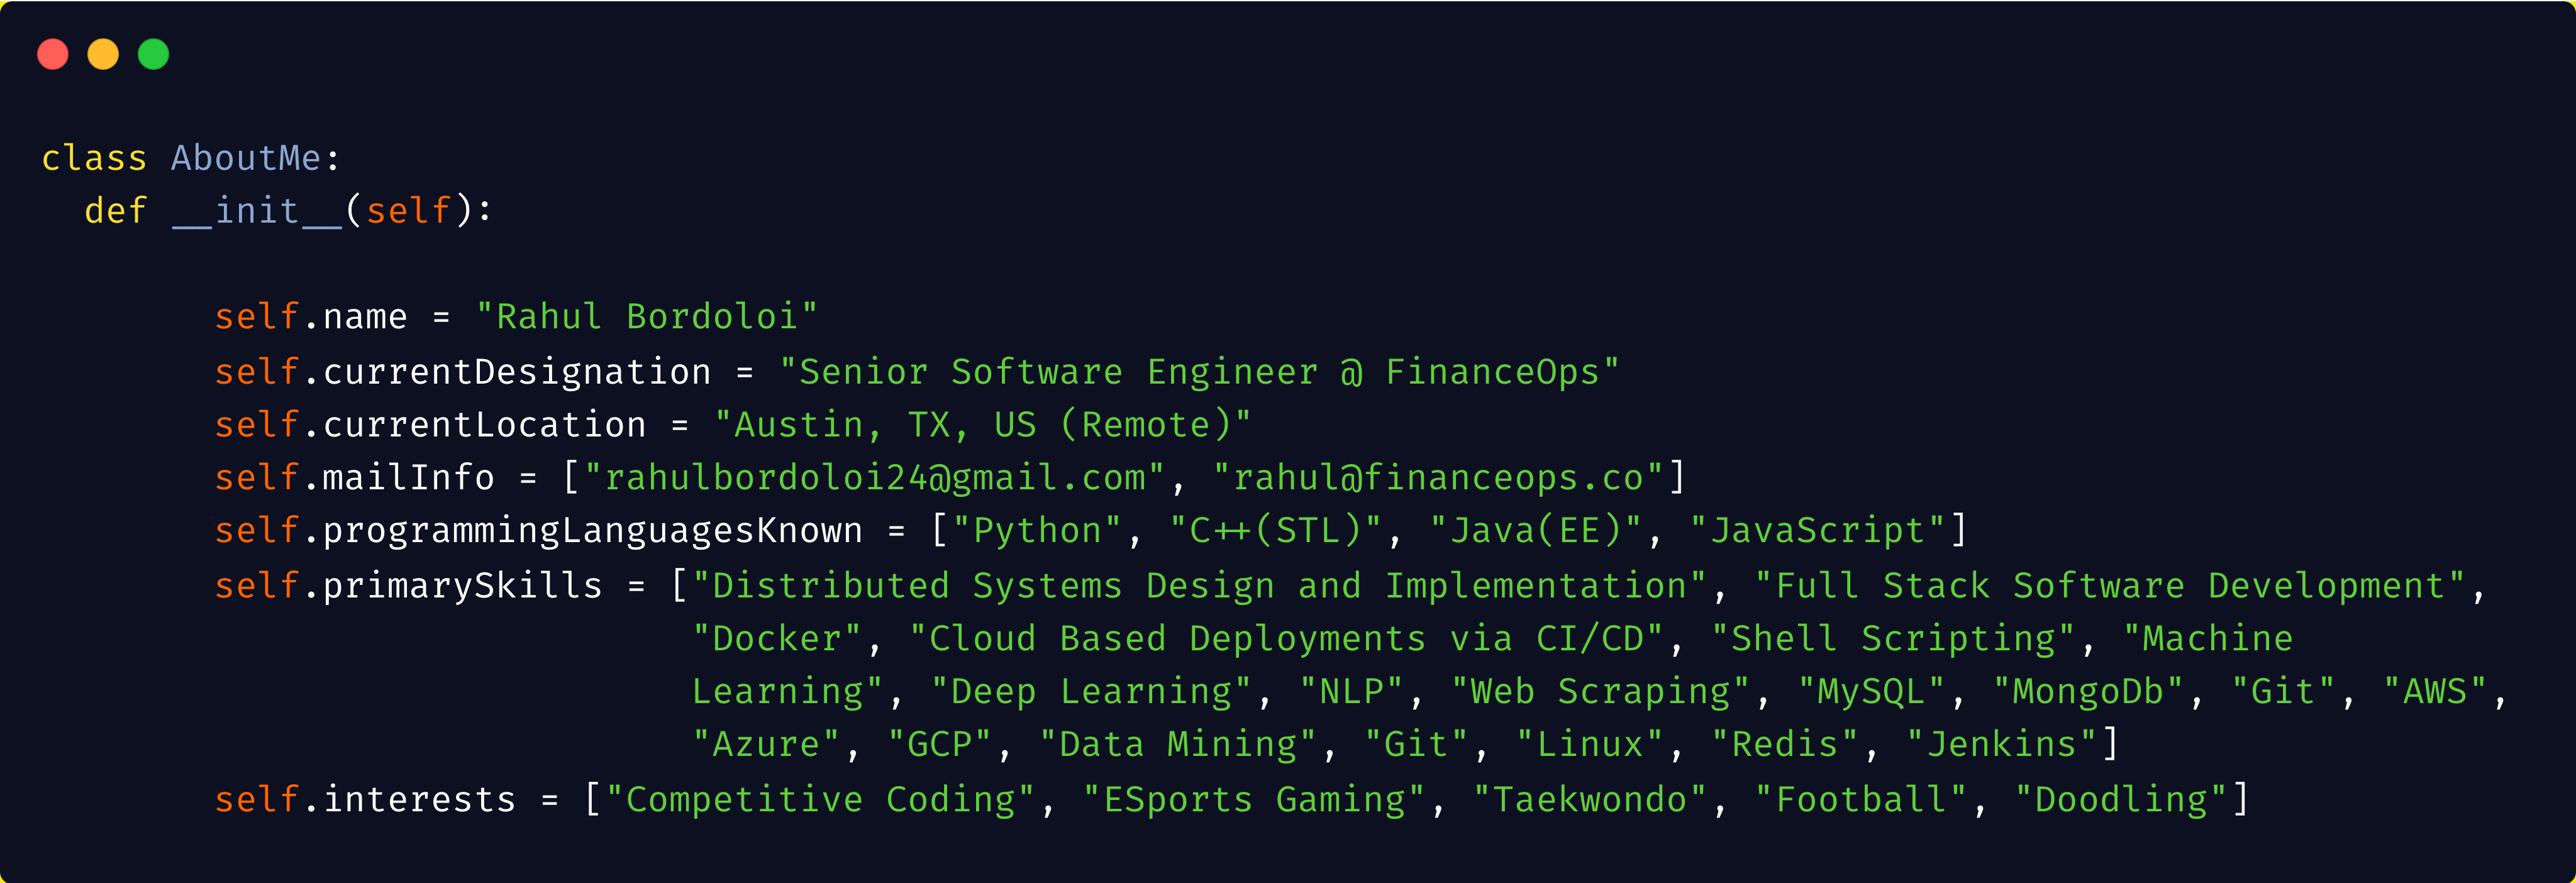 class AboutMe:
  def __init__(self):

        self.name = "Rahul Bordoloi"
        self.currentDesignation = "Senior Software Engineer @ FinanceOps"
        self.currentLocation = "Austin, TX, US (Remote)"
        self.mailInfo = ["rahulbordoloi24@gmail.com", "rahul@financeops.co"]
        self.programmingLanguagesKnown = ["Python", "C++(STL)", "Java(EE)", "JavaScript"]
        self.primarySkills = ["Distributed Systems Design and Implementation", "Full Stack Software Development",
                              "Docker", "Cloud Based Deployments via CI/CD", "Shell Scripting", "Machine
                              Learning", "Deep Learning", "NLP", "Web Scraping", "MySQL", "MongoDb", "Git", "AWS",
                              "Azure", "GCP", "Data Mining", "Git", "Linux", "Redis", "Jenkins"]
        self.interests = ["Competitive Coding", "ESports Gaming", "Taekwondo", "Football", "Doodling"]